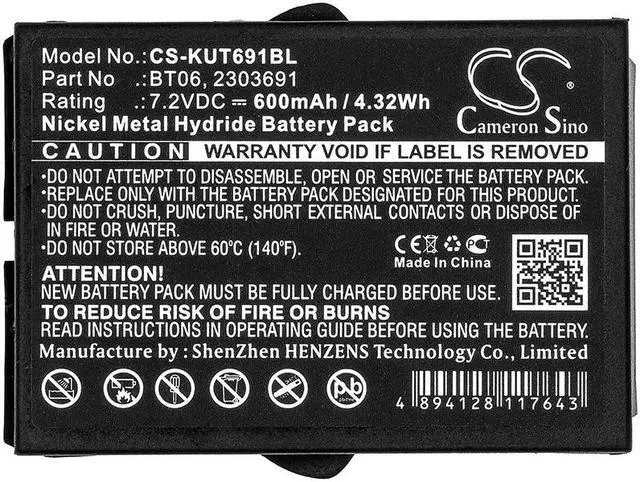 Model No.: CS-KUT691BL
Part No : BT06, 2303691
Rating : 7.2VDC ⎓ 600mAh / 4.32Wh
Nickel Metal Hydride Battery Pack
CS
Cameron Sino
CAUTION WARRANTY VOID IF LABEL IS REMOVED
•DO NOT ATTEMPT TO DISASSEMBLE, OPEN OR SERVICE THE BATTERY PACK.
•REPLACE ONLY WITH THE BATTERY PACK DESIGNATED FOR THIS PRODUCT.
•DO NOT CRUSH, PUNCTURE, SHORT EXTERNAL CONTACTS OR DISPOSE OF
IN FIRE OR WATER.
•DO NOT STORE ABOVE 60°C (140°F).
CE PCT
Made In China
ATTENTION!
NEW BATTERY PACK MUST BE FULLY CHARGED BEFORE USE.
TO REDUCE RISK OF FIRE OR BURNS
READ INSTRUCTIONS IN OPERATING GUIDE BEFORE USING BATTERY.
Manufacture by : ShenZhen HENZENS Technology Co., Limited
Pb
4 894128 117643